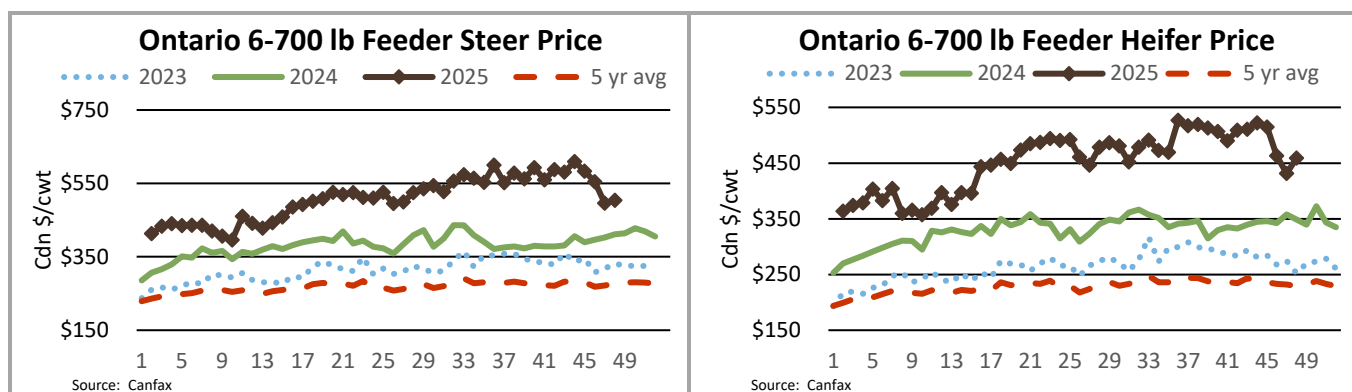 Ontario 6-700 lb Feeder Steer Price
2023 2024 2025 5 yr avg
$750
$550
$350
$150
Cdn $/cwt
1 5 9 13 17 21 25 29 33 37 41 45 49
Source: Canfax
Ontario 6-700 lb Feeder Heifer Price
2023 2024 2025 5 yr avg
$550
$450
$350
$250
$150
Cdn $/cwt
1 5 9 13 17 21 25 29 33 37 41 45 49
Source: Canfax